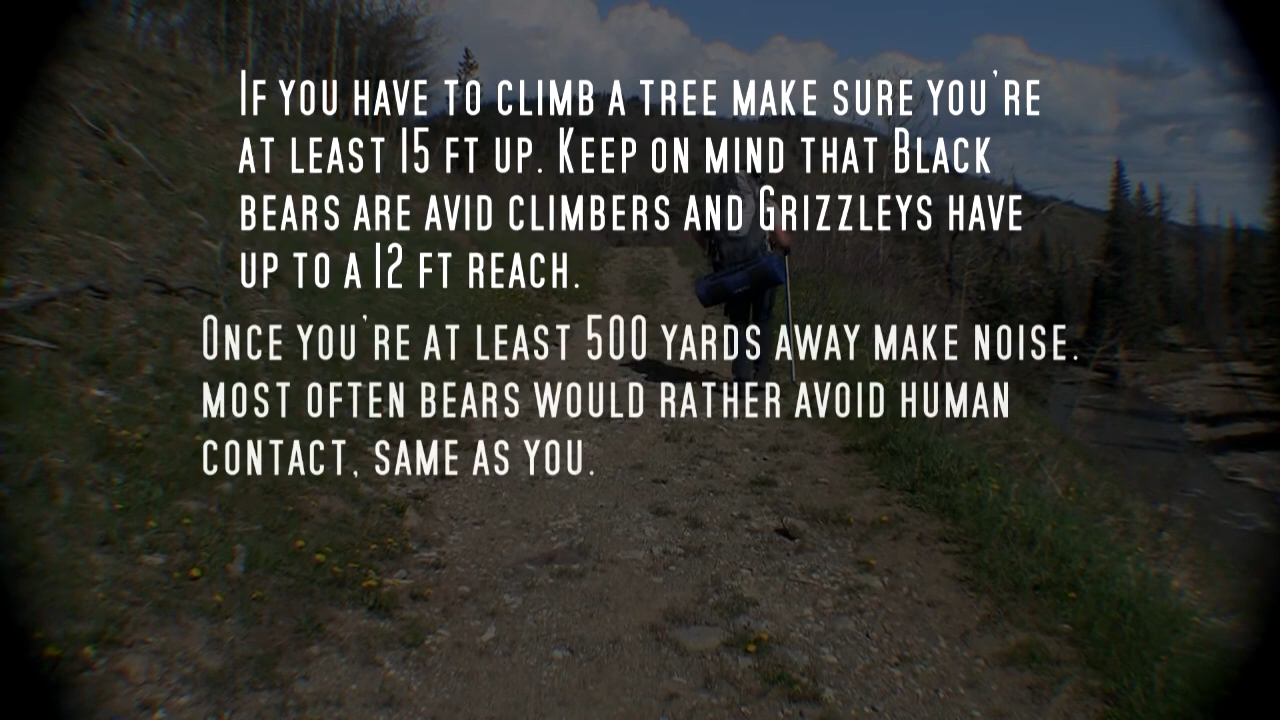 If you have to climb a tree make sure you're
at least 15 ft up. Keep on mind that Black
bears are avid climbers and Grizzleys have
up to a 12 ft reach.
Once you're at least 500 yards away make noise.
most often bears would rather avoid human
contact, same as you.